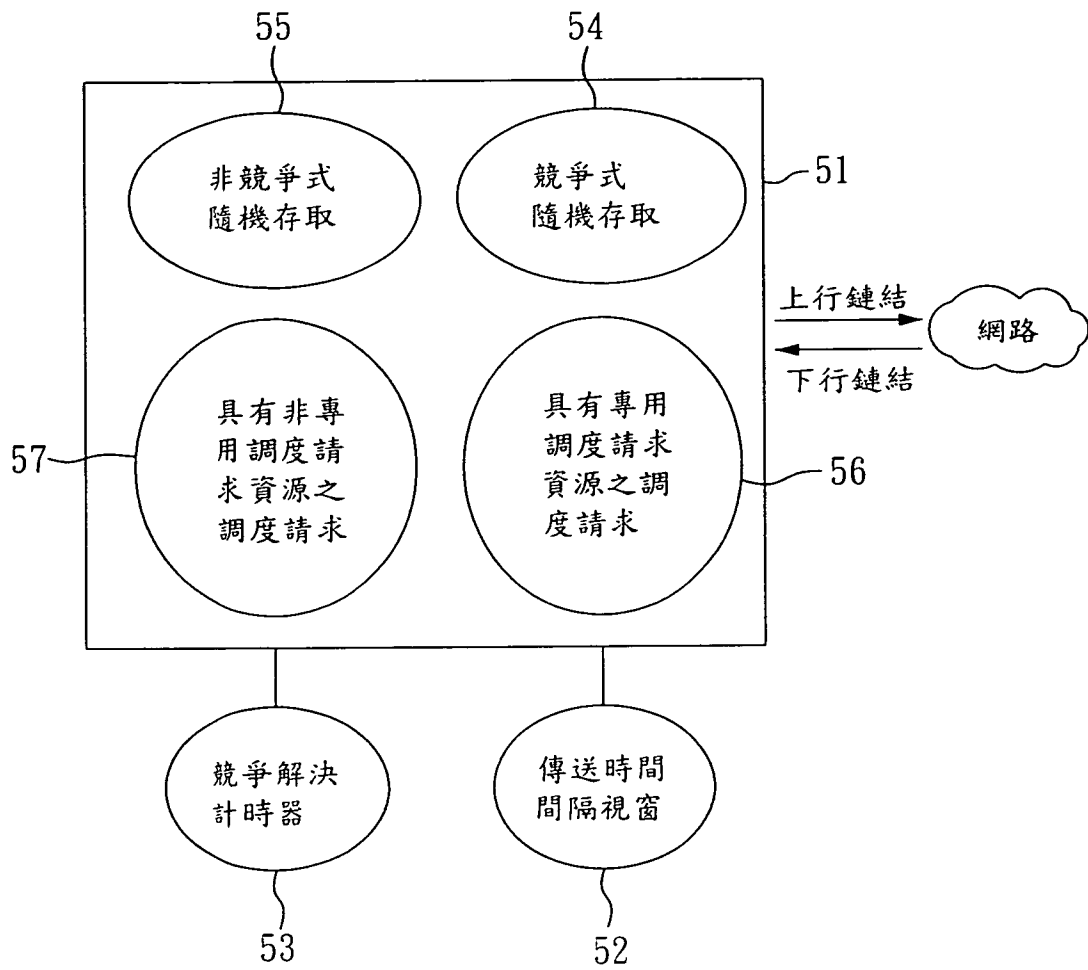 55
54
非競爭式
隨機存取
競爭式
隨機存取
51
上行鏈結
網路
下行鏈結
具有非專
用調度請
求資源之
調度請求
具有專用
調度請求
資源之調
度請求
57
56
競爭解決
計時器
傳送時間
間隔視窗
53
52